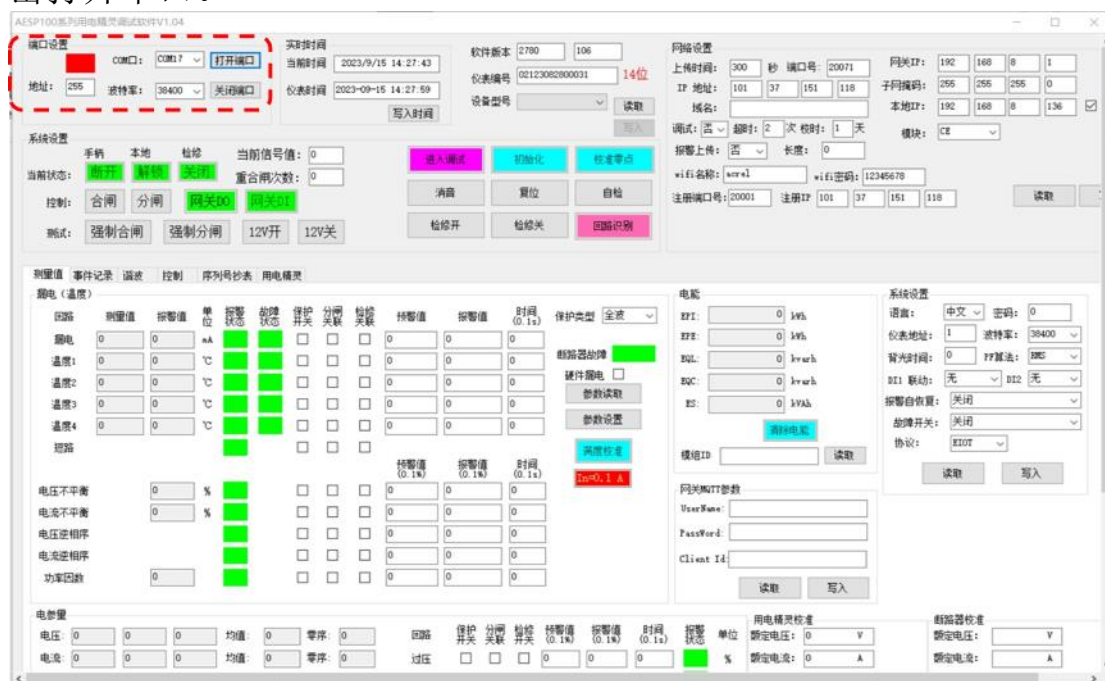 AESP100系列用电精灵调试软件V1.04
端口设置
COM口: COM17 打开端口
地址: 255 波特率: 38400 关闭端口
实时时间
当前时间 2023/9/15 14:27:43
仪表时间 2023-09-15 14:27:59
写入时间
软件版本 2780 106
仪表编号 02123082800031 14位
设备型号 读取
写入
网络设置
上传时间: 300 秒 端口号: 20071 网关IP: 192 168 8 1
IP 地址: 101 37 151 118 子网掩码: 255 255 255 0
域名: 本地IP: 192 168 8 136
调试: 否 超时: 2 次 校时: 1 天 模块: CE
报警上传: 否 长度: 0
wifi名称: acrel wifi密码: 12345678
注册端口号: 20001 注册IP 101 37 151 118 读取
系统设置
手柄 本地 检修 当前信号值: 0
当前状态: 断开 解锁 关闭 重合闸次数: 0
控制: 合闸 分闸 网关DO 网关DI
测试: 强制合闸 强制分闸 12V开 12V关
进入调试 初始化 校准零点
消音 复位 自检
检修开 检修关 回路识别
测量值 事件记录 谐波 控制 序列号抄表 用电精灵
漏电（温度）
回路 测量值 报警值 单位 报警状态 故障状态 保护开关 分闸关联 检修关联 预警值 报警值 时间(0.1s) 保护类型 全波
漏电 0 0 mA 0 0 0
温度1 0 0 ℃ 0 0 0 断路器故障
温度2 0 0 ℃ 0 0 0 硬件漏电
温度3 0 0 ℃ 0 0 0 参数读取
温度4 0 0 ℃ 0 0 0 参数设置
短路
两度校准
预警值(0.1%) 报警值(0.1%) 时间(0.1s) In=0.1 A
电压不平衡 0 % 0 0 0
电流不平衡 0 % 0 0 0
电压逆相序 0 0 0
电流逆相序 0 0 0
功率因数 0 0 0 0
电能
EPI: 0 kWh
EPE: 0 kWh
EQL: 0 kvarh
EQC: 0 kvarh
ES: 0 kVAh
清除电能
模组ID 读取
网关MQTT参数
UserName:
PassWord:
Client Id:
读取 写入
系统设置
语言: 中文 密码: 0
仪表地址: 1 波特率: 38400
背光时间: 0 PF算法: RMS
DI1 联动: 无 DI2 无
报警自恢复: 关闭
故障开关: 关闭
协议: EIOT
读取 写入
电参量
电压: 0 0 0 均值: 0 零序: 0
电流: 0 0 0 均值: 0 零序: 0
回路 保护开关 分闸关联 检修关联 预警值(0.1%) 报警值(0.1%) 时间(0.1s) 报警状态 单位
过压 0 0 0 %
用电精灵校准
额定电压: 0 V
额定电流: 0 A
断路器校准
额定电压: V
额定电流: A